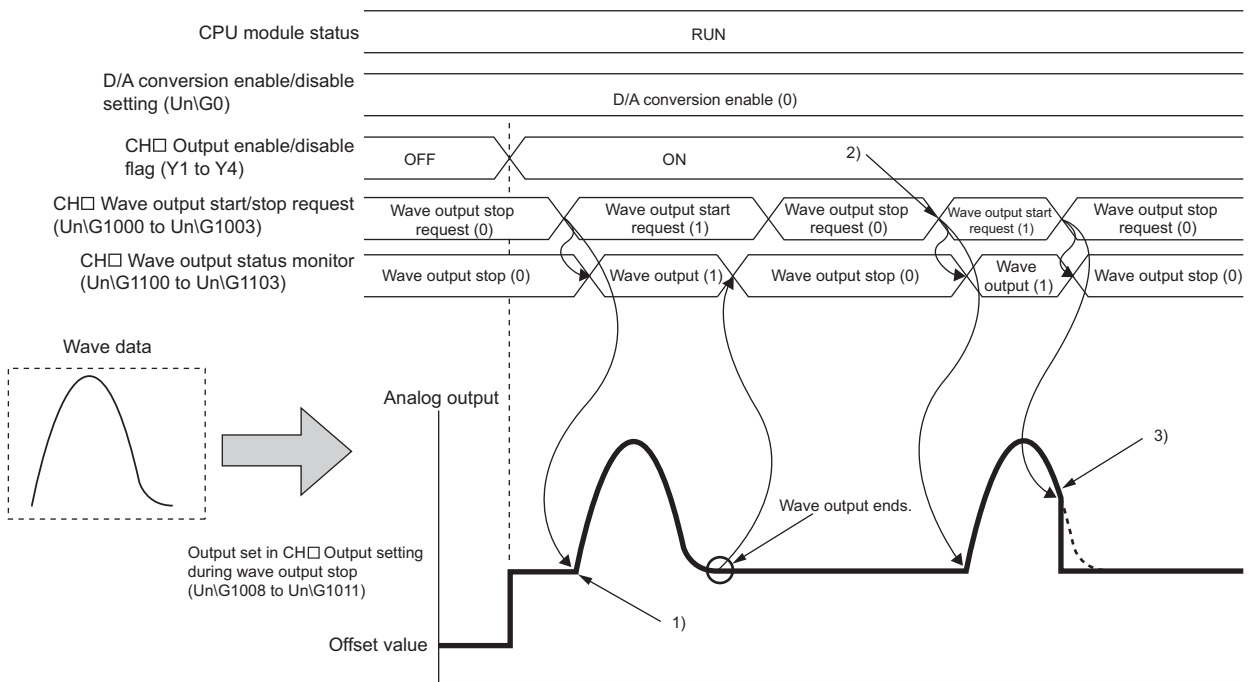 CPU module status
RUN
D/A conversion enable/disable
setting (Un\G0)
D/A conversion enable (0)
CH□ Output enable/disable
flag (Y1 to Y4)
OFF
ON
2)
CH□ Wave output start/stop request
(Un\G1000 to Un\G1003)
Wave output stop
request (0)
Wave output start
request (1)
Wave output stop
request (0)
Wave output start
request (1)
Wave output stop
request (0)
CH□ Wave output status monitor
(Un\G1100 to Un\G1103)
Wave output stop (0)
Wave output (1)
Wave output stop (0)
Wave
output (1)
Wave output stop (0)
Wave data
Analog output
3)
Wave output ends.
Output set in CH□ Output setting
during wave output stop
(Un\G1008 to Un\G1011)
1)
Offset value